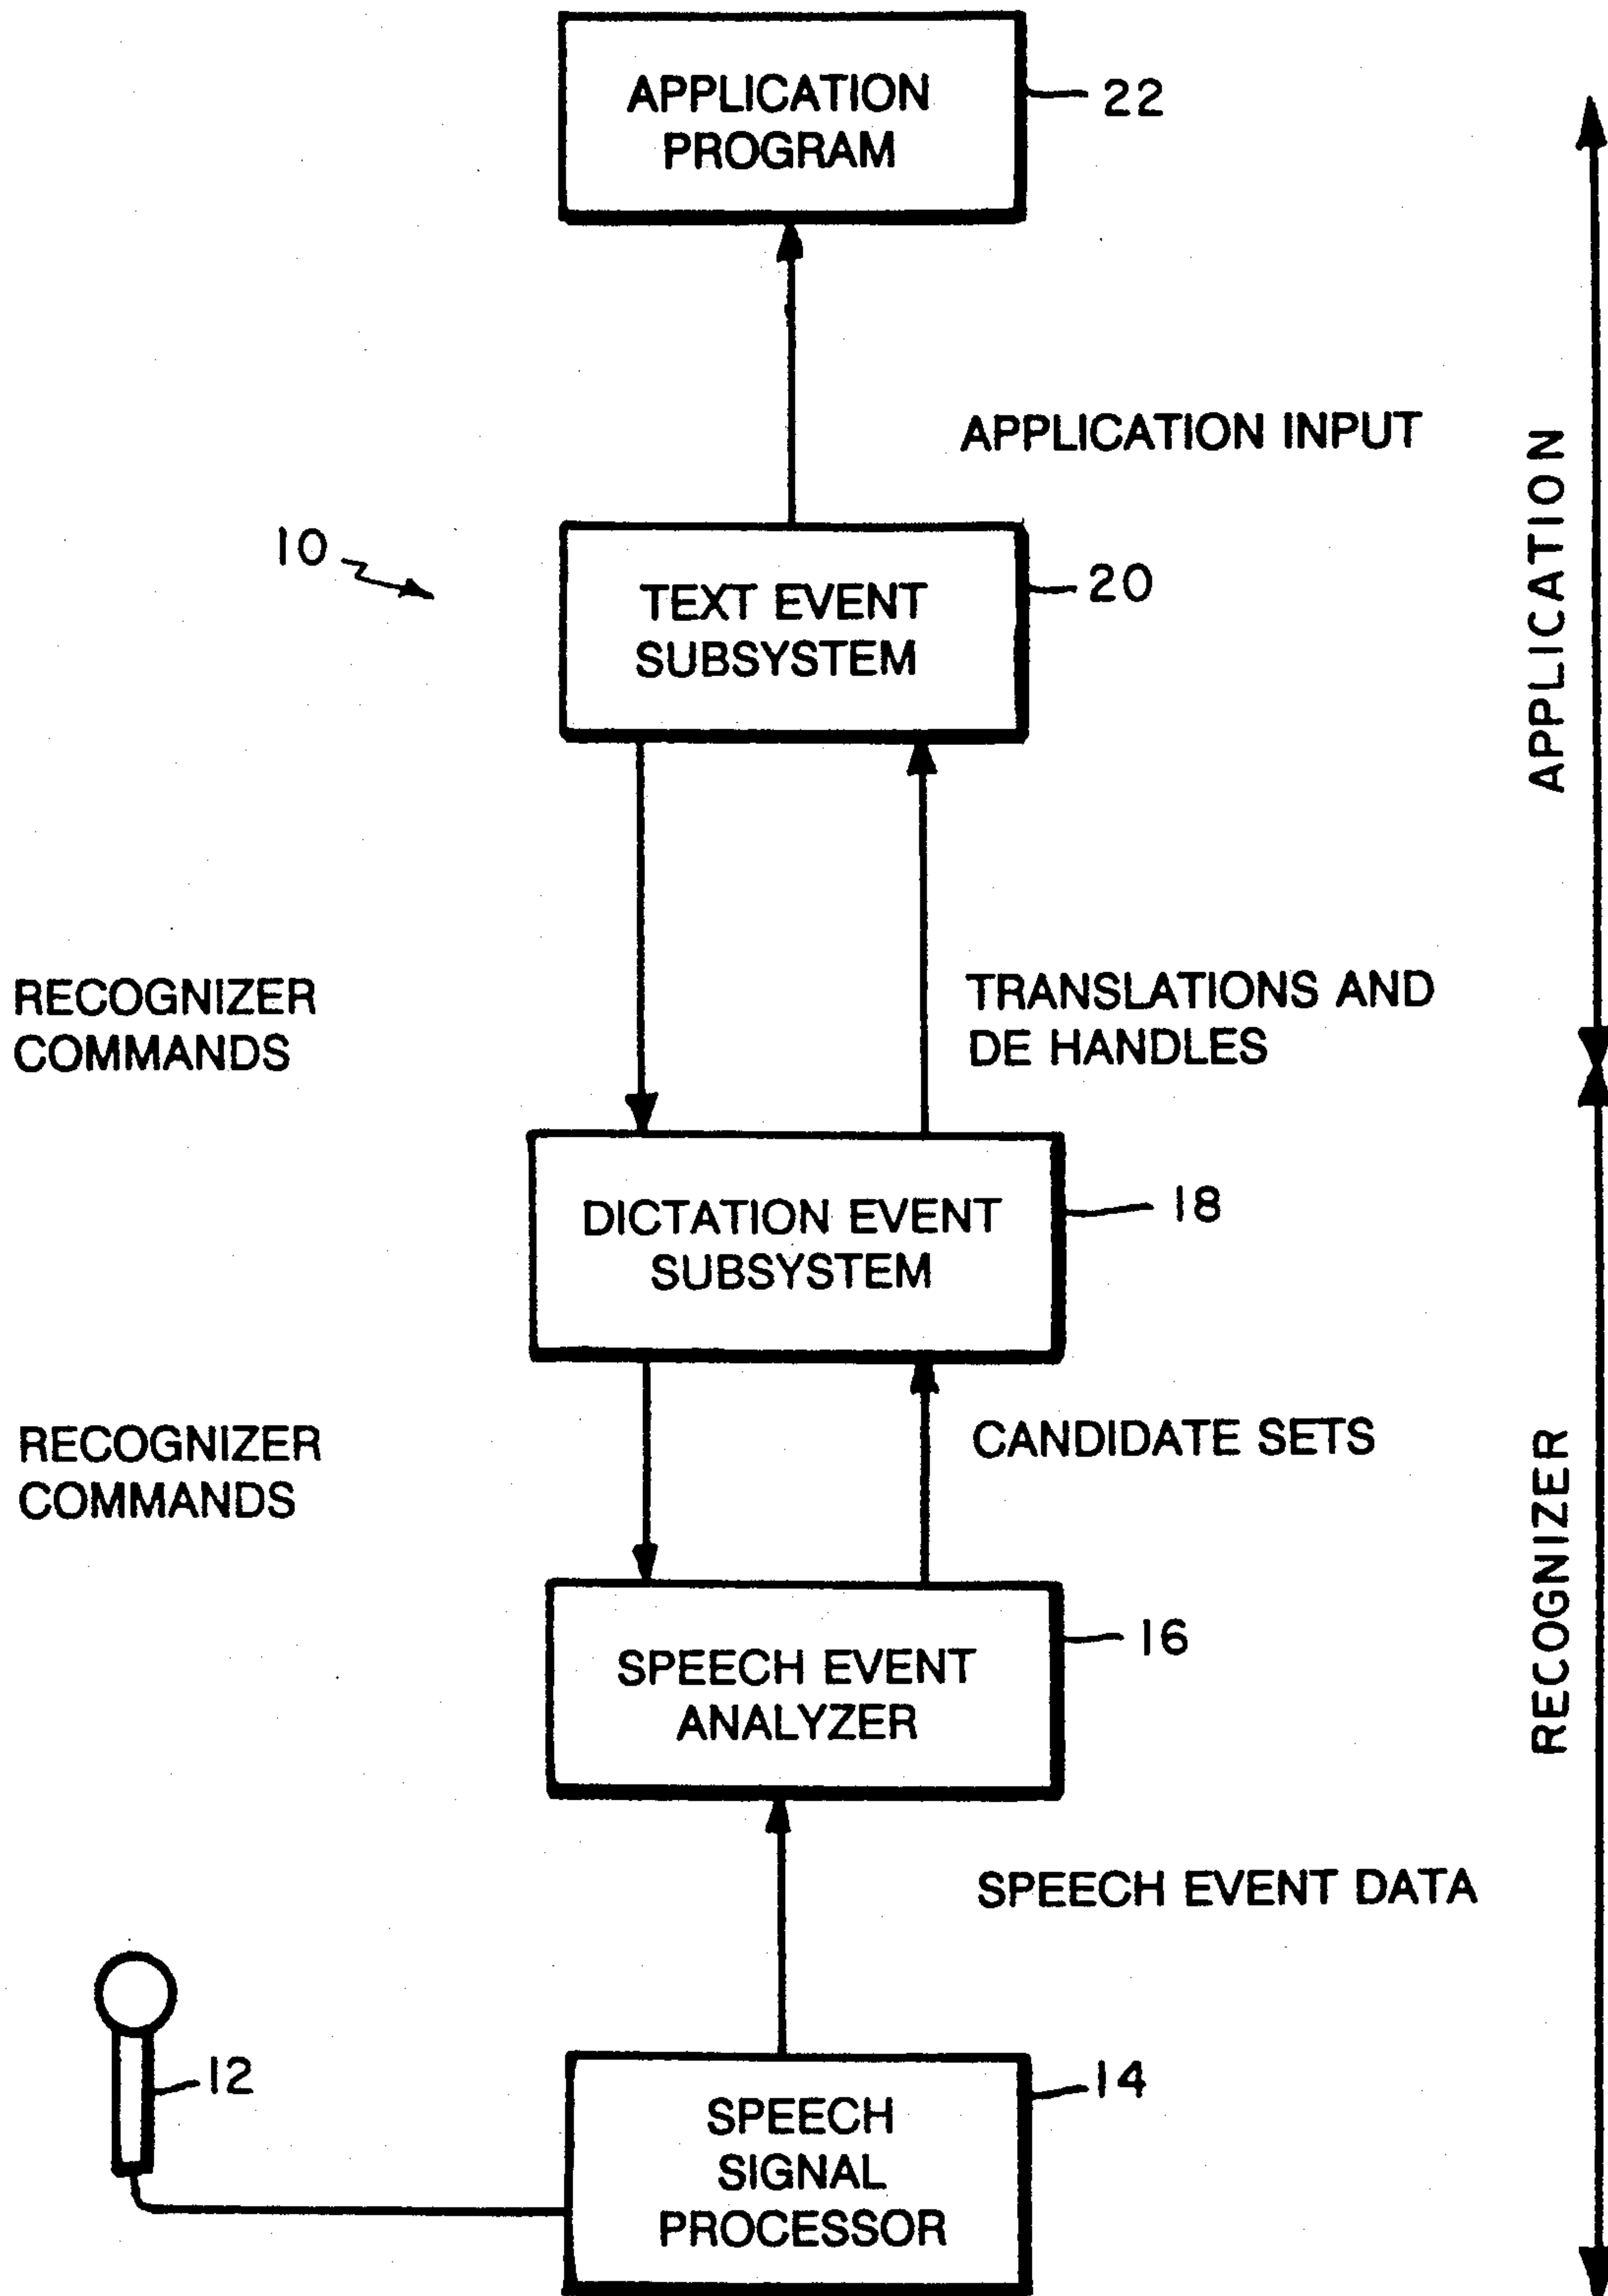 APPLICATION
PROGRAM
22
APPLICATION INPUT
10
TEXT EVENT
SUBSYSTEM
20
APPLICATION
RECOGNIZER
COMMANDS
TRANSLATIONS AND
DE HANDLES
DICTATION EVENT
SUBSYSTEM
18
RECOGNIZER
COMMANDS
CANDIDATE SETS
RECOGNIZER
SPEECH EVENT
ANALYZER
16
SPEECH EVENT DATA
12
SPEECH
SIGNAL
PROCESSOR
14